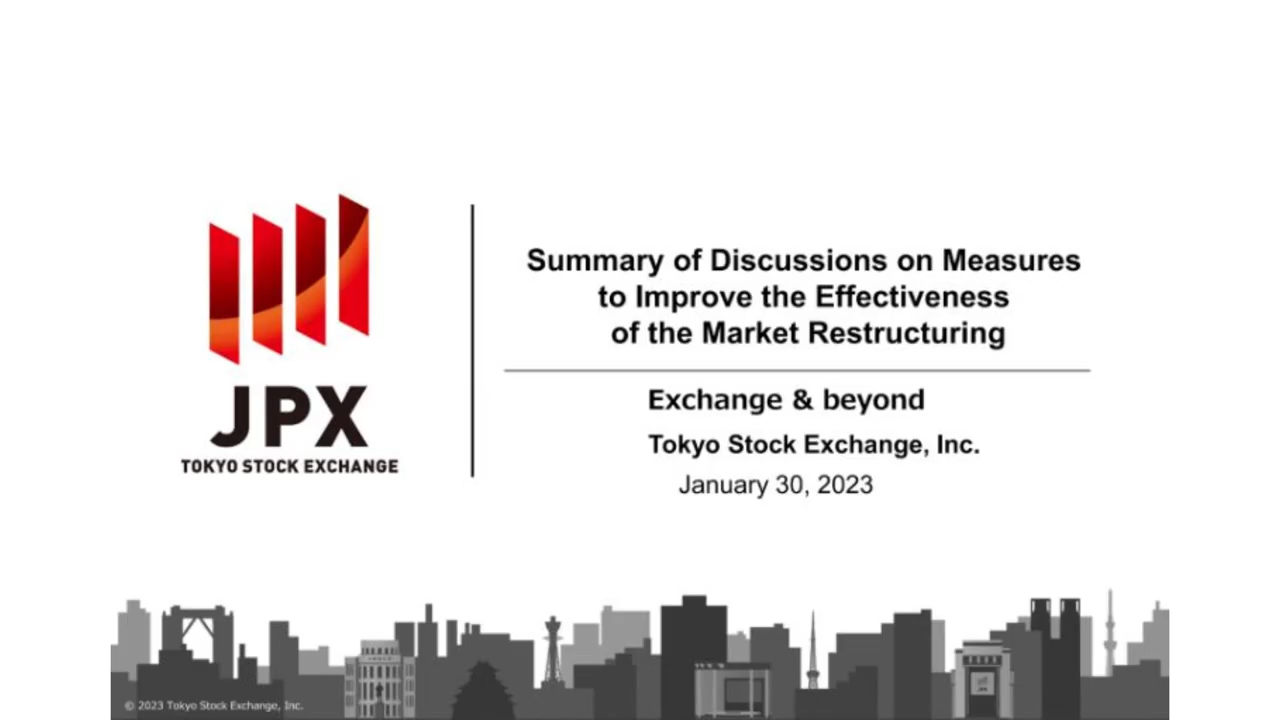 JPX
TOKYO STOCK EXCHANGE
Summary of Discussions on Measures
to Improve the Effectiveness
of the Market Restructuring
Exchange & beyond
Tokyo Stock Exchange, Inc.
January 30, 2023
© 2023 Tokyo Stock Exchange, Inc.